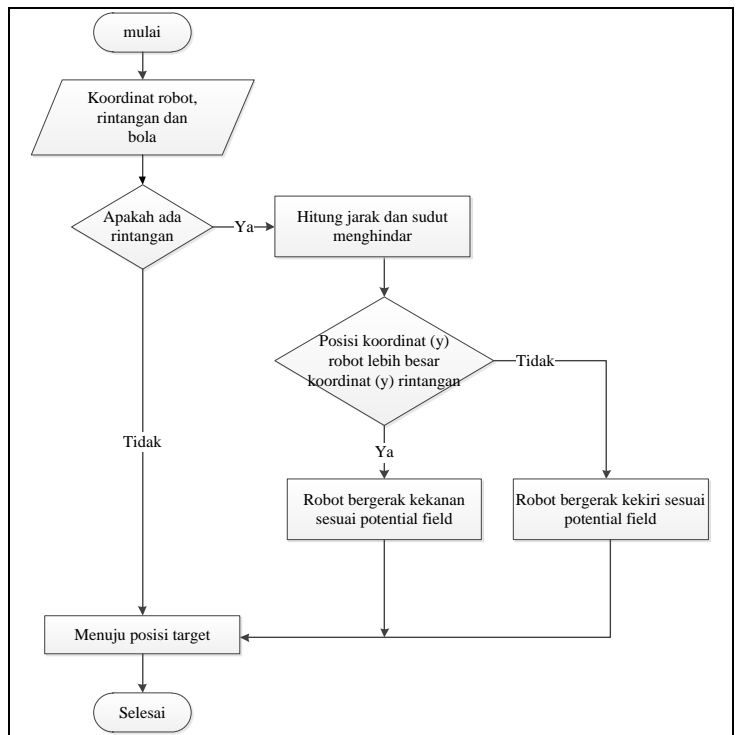 mulai
Koordinat robot,
rintangan dan
bola
Apakah ada
rintangan
Ya
Hitung jarak dan sudut
menghindar
Posisi koordinat (y)
robot lebih besar
koordinat (y) rintangan
Tidak
Tidak
Ya
Robot bergerak kekanan
sesuai potential field
Robot bergerak kekiri sesuai
potential field
Menuju posisi target
Selesai